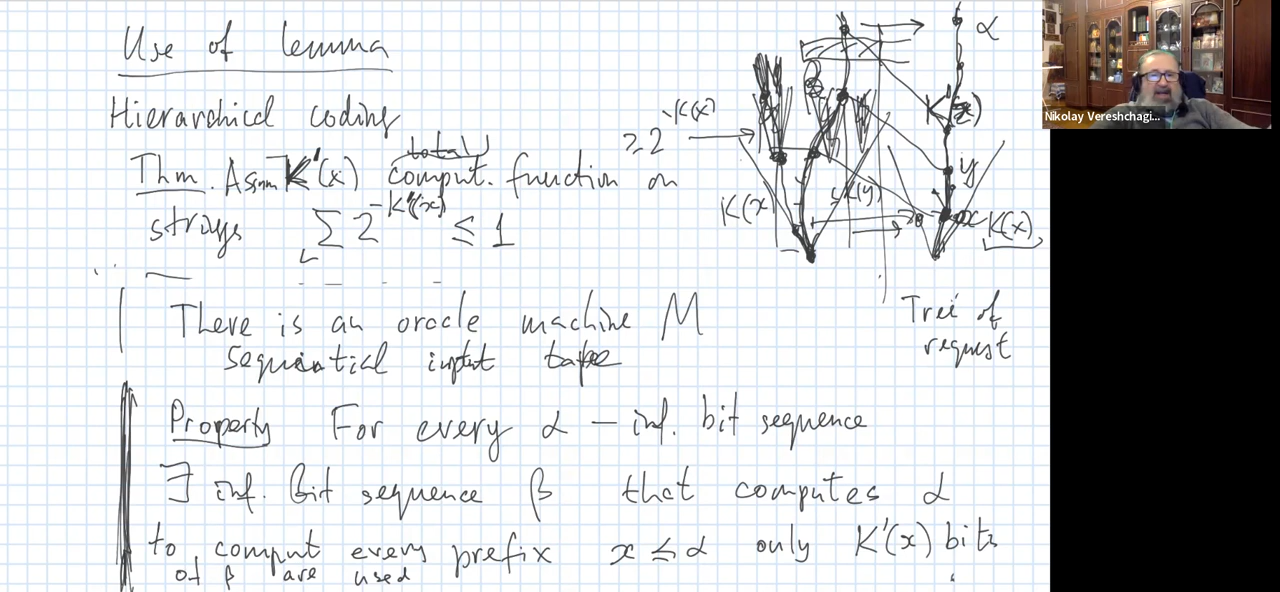 Use of lemma
Hierarchical coding
Thm. Assum K'(x) total comput. function on
strings Σ 2^-K'(x) ≤ 1
There is an oracle machine M
sequential input tape
Property For every α – inf. bit sequence
∃ inf. bit sequence β that computes α
to comput every prefix x ≤ α only K'(x) bits
of β are used
α
≥ 2^-K(x)
y
K(x)
K(y)
x K(x)
Tree of
request
Nikolay Vereshchagi...